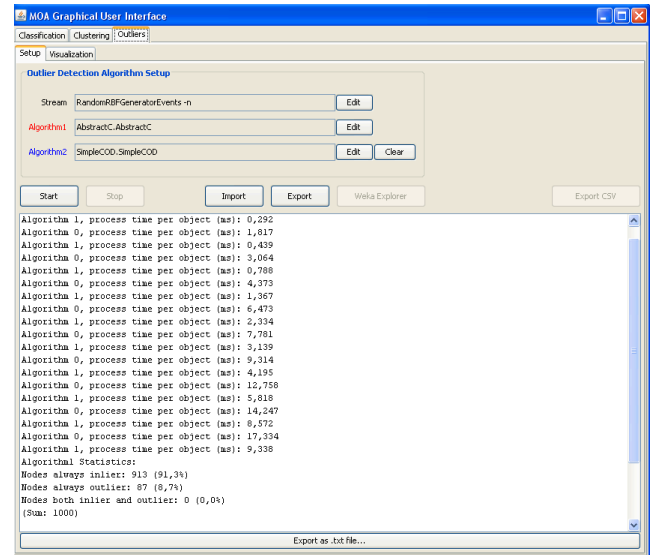 MOA Graphical User Interface
Classification Clustering Outliers
Setup Visualization
Outlier Detection Algorithm Setup
Stream RandomRBFGeneratorEvents -n Edit
Algorithm1 AbstractC.AbstractC Edit
Algorithm2 SimpleCOD.SimpleCOD Edit Clear
Start Stop Import Export Weka Explorer Export CSV
Algorithm 1, process time per object (ms): 0,292
Algorithm 0, process time per object (ms): 1,817
Algorithm 1, process time per object (ms): 0,439
Algorithm 0, process time per object (ms): 3,064
Algorithm 1, process time per object (ms): 0,788
Algorithm 0, process time per object (ms): 4,373
Algorithm 1, process time per object (ms): 1,367
Algorithm 0, process time per object (ms): 6,473
Algorithm 1, process time per object (ms): 2,334
Algorithm 0, process time per object (ms): 7,781
Algorithm 1, process time per object (ms): 3,139
Algorithm 0, process time per object (ms): 9,314
Algorithm 1, process time per object (ms): 4,195
Algorithm 0, process time per object (ms): 12,758
Algorithm 1, process time per object (ms): 5,818
Algorithm 0, process time per object (ms): 14,247
Algorithm 1, process time per object (ms): 8,572
Algorithm 0, process time per object (ms): 17,334
Algorithm 1, process time per object (ms): 9,338
Algorithm1 Statistics:
Nodes always inlier: 913 (91,3%)
Nodes always outlier: 87 (8,7%)
Nodes both inlier and outlier: 0 (0,0%)
(Sum: 1000)
Export as .txt file...